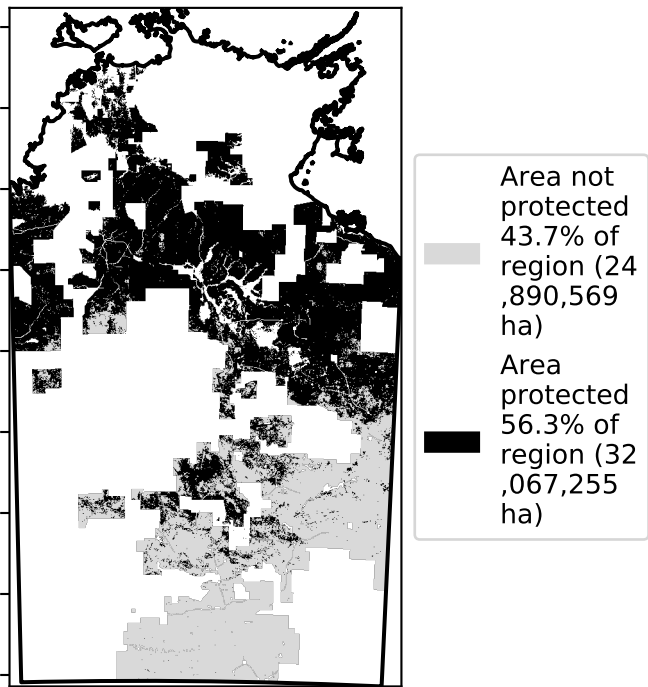 Area not
protected
43.7% of
region (24
,890,569
ha)
Area
protected
56.3% of
region (32
,067,255
ha)